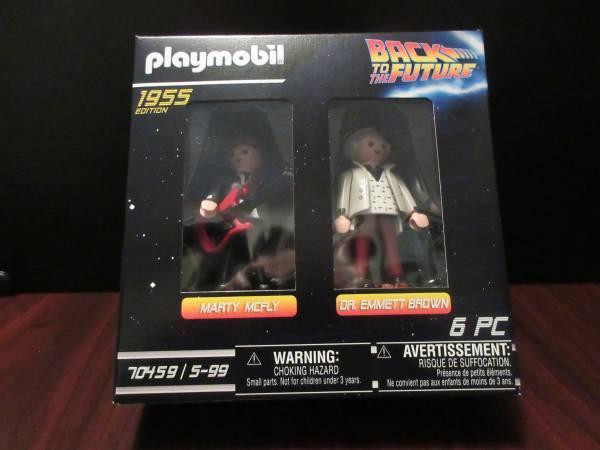 playmobil
BACK
TO THE FUTURE
1955
EDITION
MARTY MCFLY
DR. EMMETT BROWN
6 PC
70459 / 5-99
WARNING:
CHOKING HAZARD
Small parts. Not for children under 3 years.
AVERTISSEMENT:
RISQUE DE SUFFOCATION.
Présence de petits éléments.
Ne convient pas aux enfants de moins de 3 ans.